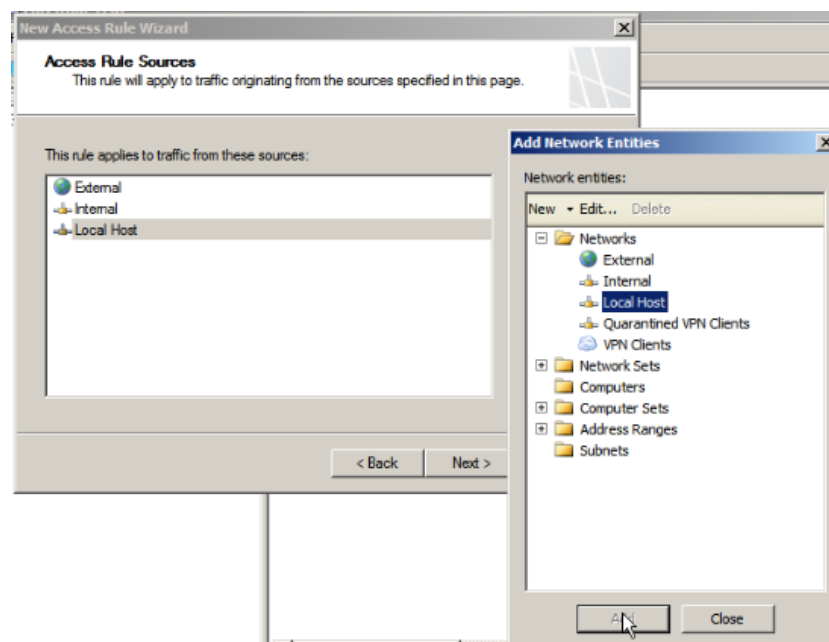 New Access Rule Wizard
Access Rule Sources
This rule will apply to traffic originating from the sources specified in this page.
This rule applies to traffic from these sources:
External
Internal
Local Host
< Back
Next >
Add Network Entities
Network entities:
New Edit... Delete
Networks
External
Internal
Local Host
Quarantined VPN Clients
VPN Clients
Network Sets
Computers
Computer Sets
Address Ranges
Subnets
Add
Close